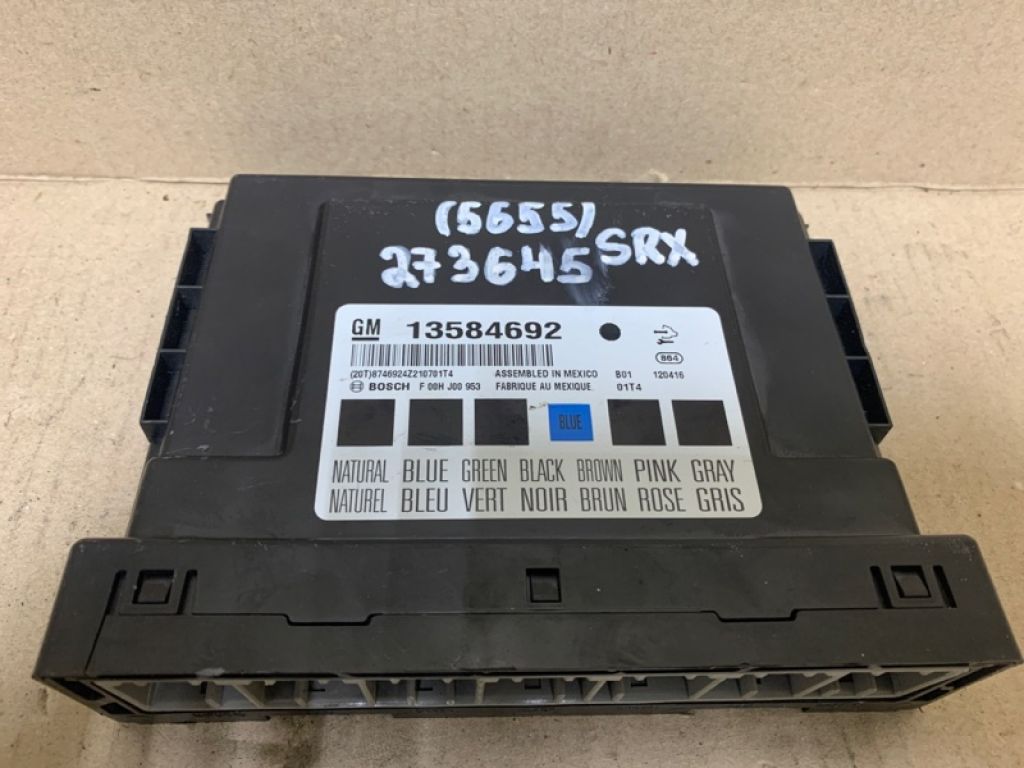 (5655)
273645 SRX
GM 13584692
864
(20T)8746924Z210701T4 ASSEMBLED IN MEXICO B01 120416
BOSCH F 00H J00 953 FABRIQUE AU MEXIQUE. 01T4
BLUE
NATURAL BLUE GREEN BLACK BROWN PINK GRAY
NATUREL BLEU VERT NOIR BRUN ROSE GRIS